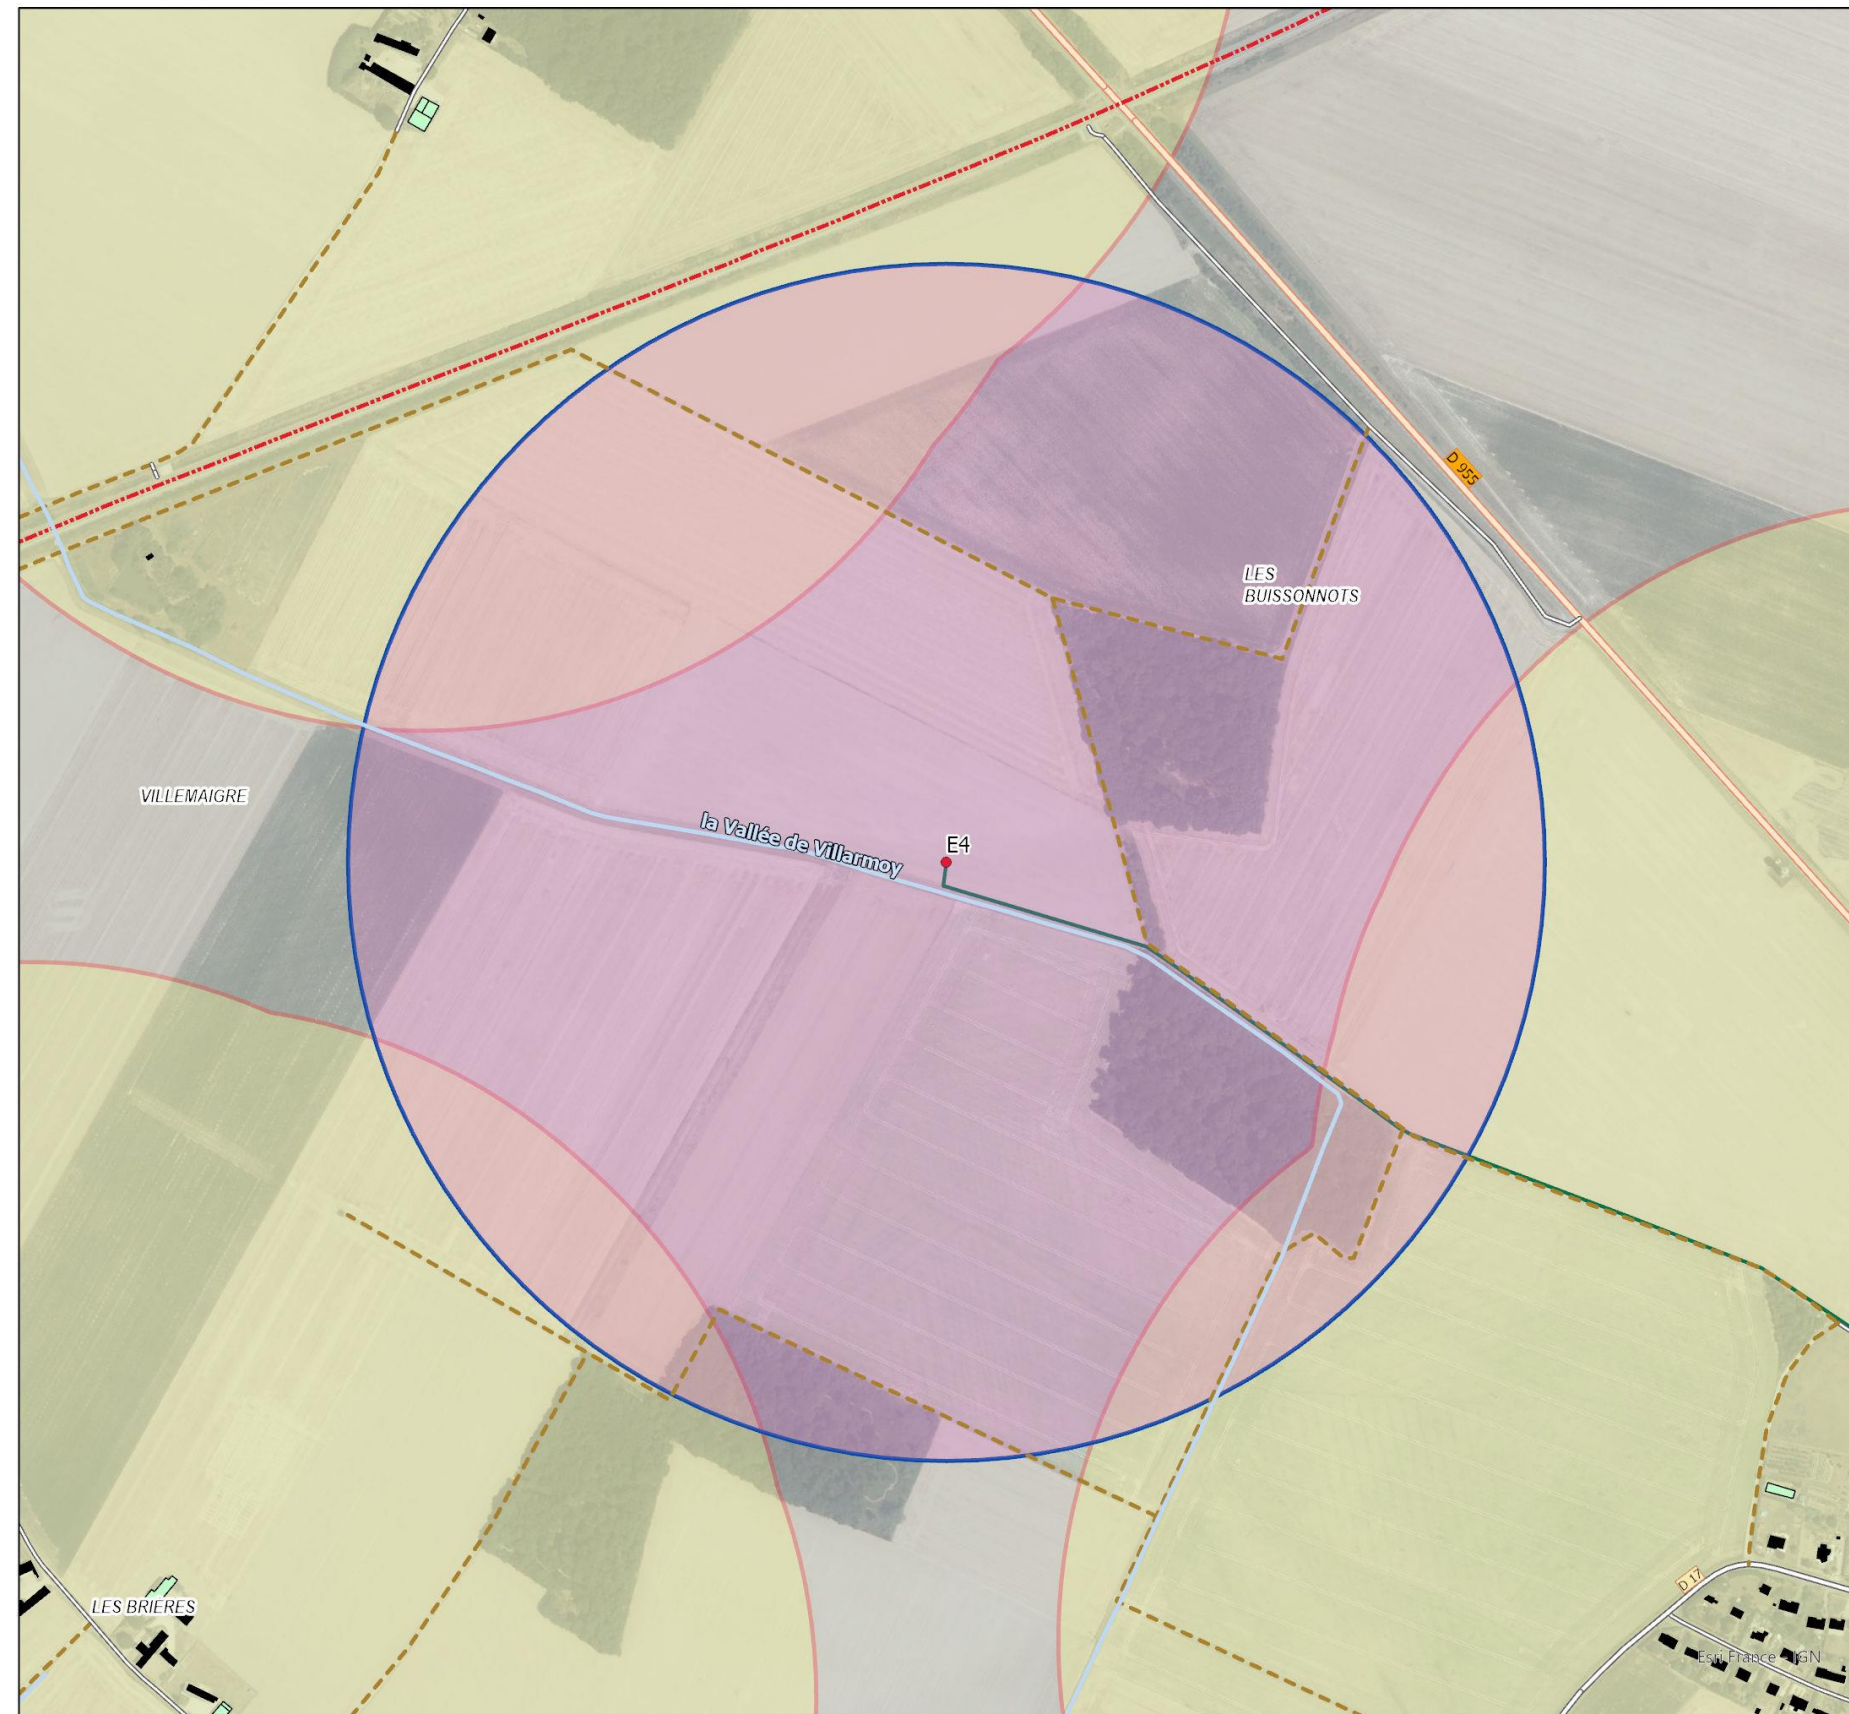 D 955
LES
BUISSONNOTS
VILLEMAIGRE
la Vallée de Villarmoy
E4
D 17
LES BRIERES
Esri France - IGN